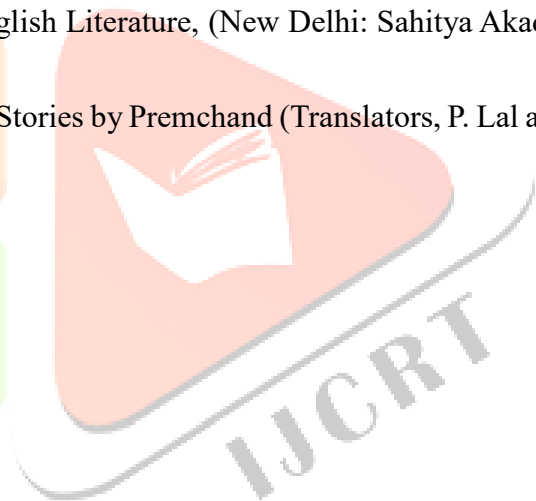 glish Literature, (New Delhi: Sahitya Aka
Stories by Premchand (Translators, P. Lal a
IJCRT